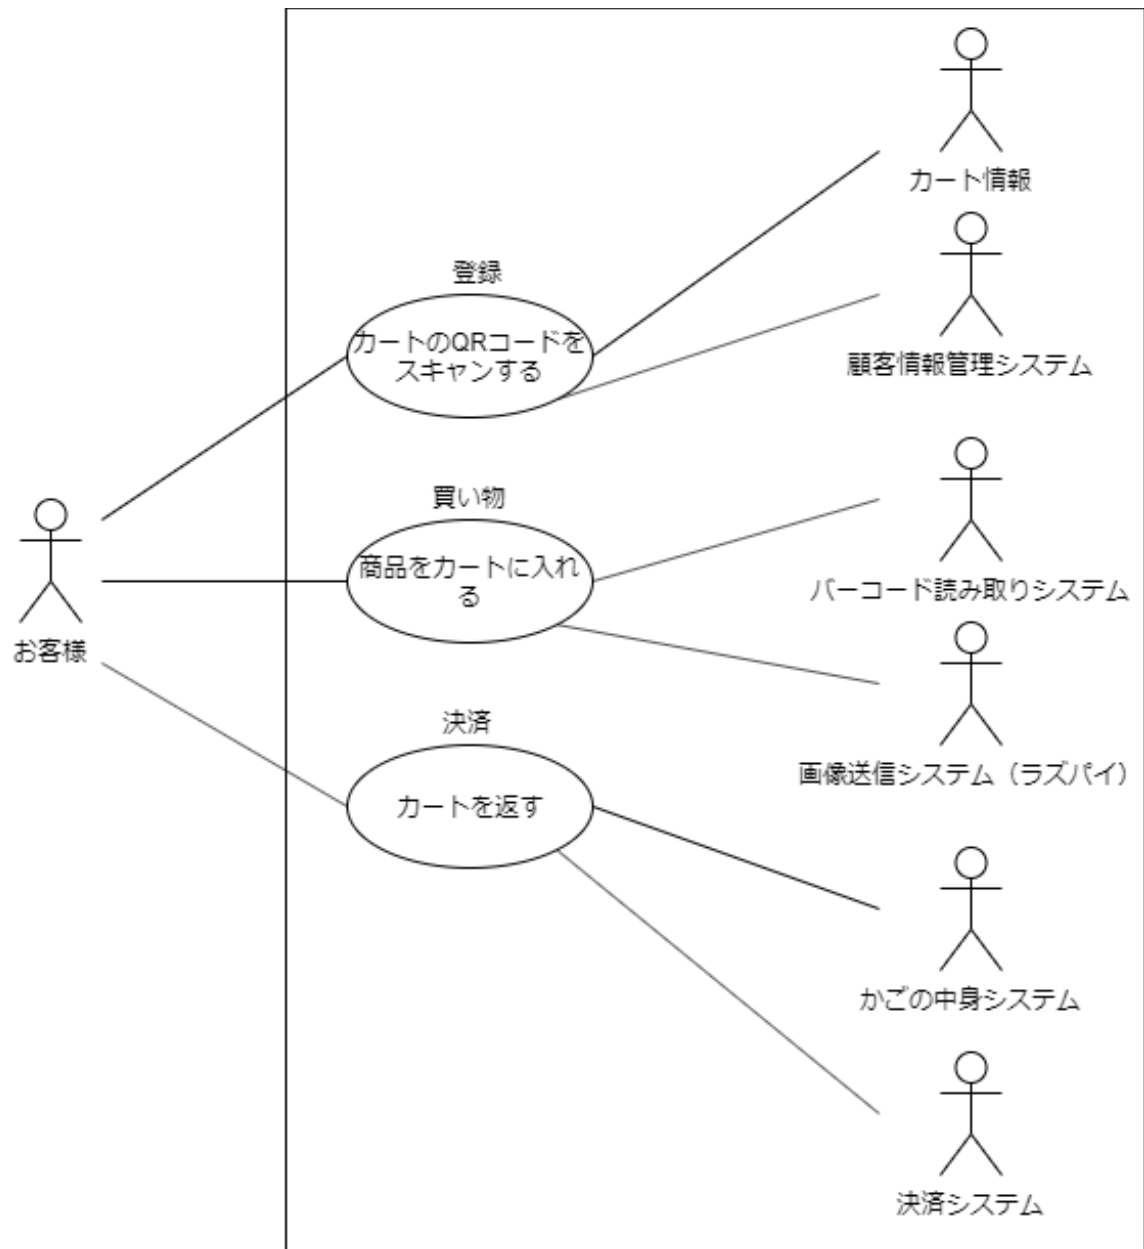 カート情報
登録
カートのQRコードを
スキャンする
顧客情報管理システム
買い物
商品をカートに入れ
る
バーコード読み取りシステム
お客様
決済
カートを返す
画像送信システム（ラズパイ）
かごの中身システム
決済システム